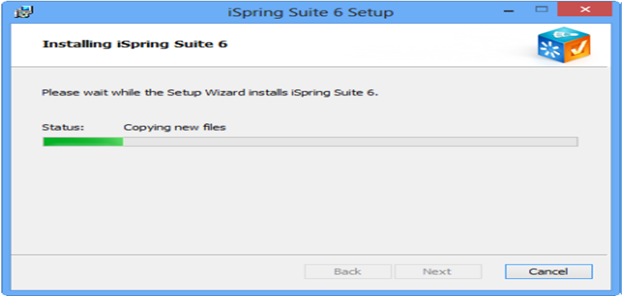 iSpring Suite 6 Setup
Installing iSpring Suite 6
Please wait while the Setup Wizard installs iSpring Suite 6.
Status: Copying new files
Back Next Cancel